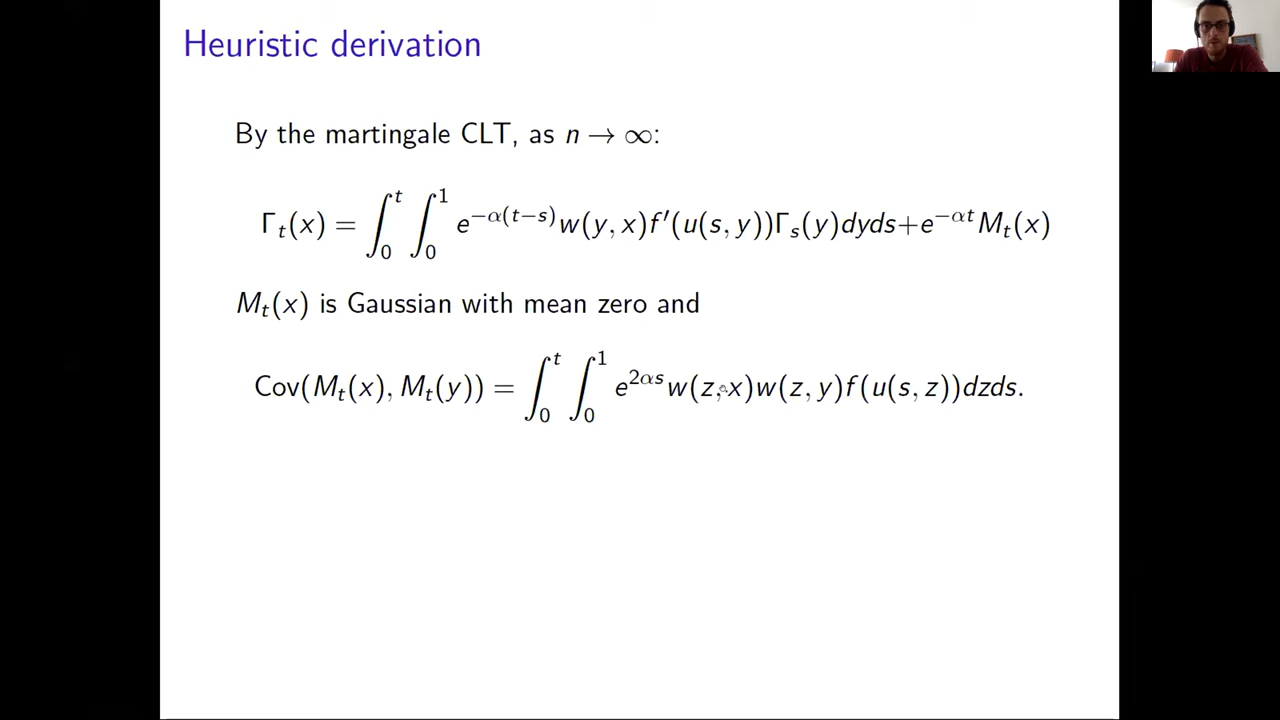 Heuristic derivation
By the martingale CLT, as n → ∞:
Γ_t(x) = ∫_0^t ∫_0^1 e^{−α(t−s)} w(y, x) f′(u(s, y)) Γ_s(y) dy ds + e^{−αt} M_t(x)
M_t(x) is Gaussian with mean zero and
Cov(M_t(x), M_t(y)) = ∫_0^t ∫_0^1 e^{2αs} w(z, x) w(z, y) f(u(s, z)) dz ds.